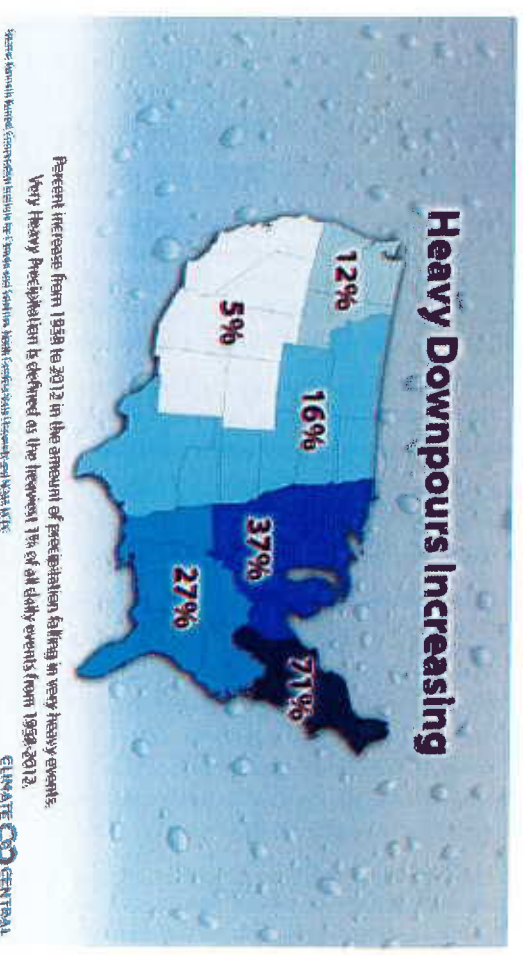 Heavy Downpours Increasing
12%
16%
5%
37%
71%
27%
Percent increase from 1958 to 2012 in the amount of precipitation falling in very heavy events.
Very Heavy Precipitation is defined as the heaviest 1% of all daily events from 1958-2012.
CLIMATE CENTRAL